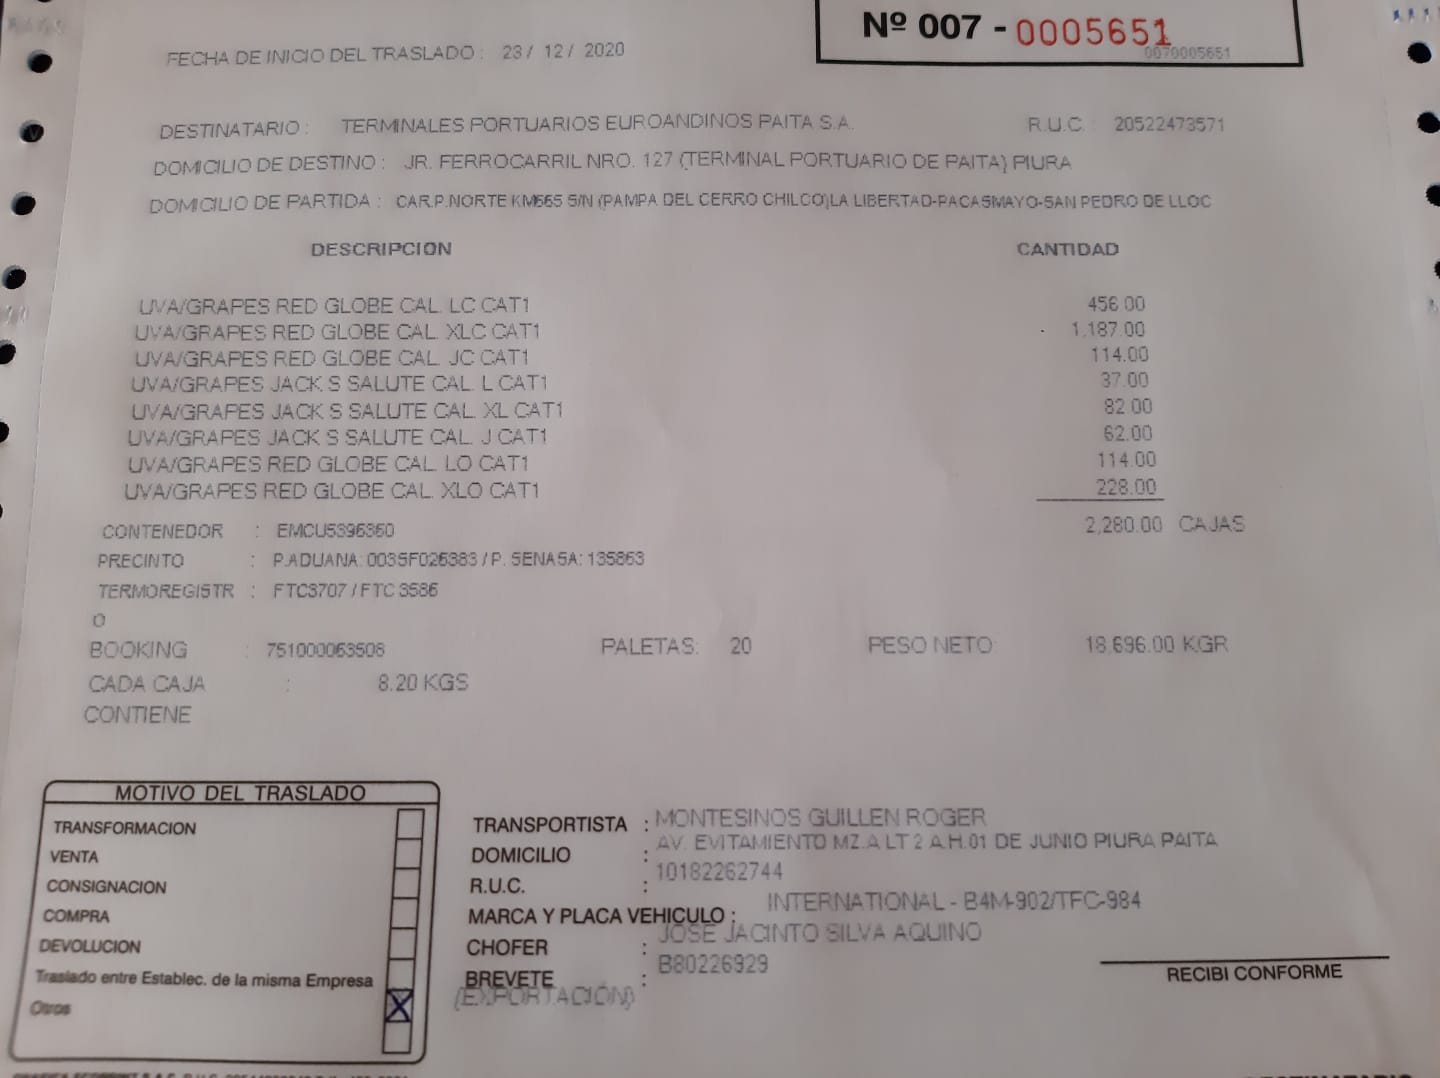 Nº 007 - 0005651
0070005651
FECHA DE INICIO DEL TRASLADO : 23 / 12 / 2020
DESTINATARIO : TERMINALES PORTUARIOS EUROANDINOS PAITA S.A. R.U.C. : 20522473571
DOMICILIO DE DESTINO : JR. FERROCARRIL NRO. 127 (TERMINAL PORTUARIO DE PAITA) PIURA
DOMICILIO DE PARTIDA : CAR.P.NORTE KM665 S/N (PAMPA DEL CERRO CHILCO)LA LIBERTAD-PACASMAYO-SAN PEDRO DE LLOC
DESCRIPCION CANTIDAD
UVA/GRAPES RED GLOBE CAL. LC CAT1 456.00
UVA/GRAPES RED GLOBE CAL. XLC CAT1 1,187.00
UVA/GRAPES RED GLOBE CAL. JC CAT1 114.00
UVA/GRAPES JACK S SALUTE CAL. L CAT1 37.00
UVA/GRAPES JACK S SALUTE CAL. XL CAT1 82.00
UVA/GRAPES JACK S SALUTE CAL. J CAT1 62.00
UVA/GRAPES RED GLOBE CAL. LO CAT1 114.00
UVA/GRAPES RED GLOBE CAL. XLO CAT1 228.00
CONTENEDOR : EMCU5396360 2,280.00 CAJAS
PRECINTO : P.ADUANA: 003SF026383 / P. SENASA: 135863
TERMOREGISTR : FTC3707 / FTC 3586
O
BOOKING : 751000063508 PALETAS: 20 PESO NETO: 18,696.00 KGR
CADA CAJA : 8.20 KGS
CONTIENE
MOTIVO DEL TRASLADO
TRANSFORMACION
VENTA
CONSIGNACION
COMPRA
DEVOLUCION
Traslado entre Establec. de la misma Empresa
Otros X
TRANSPORTISTA : MONTESINOS GUILLEN ROGER
DOMICILIO : AV. EVITAMIENTO MZ.A LT 2 A.H.01 DE JUNIO PIURA PAITA
R.U.C. : 10182262744
MARCA Y PLACA VEHICULO : INTERNATIONAL - B4M-902/TFC-984
CHOFER : JOSE JACINTO SILVA AQUINO
BREVETE : B80226929
(EXPORTACIÓN)
RECIBI CONFORME